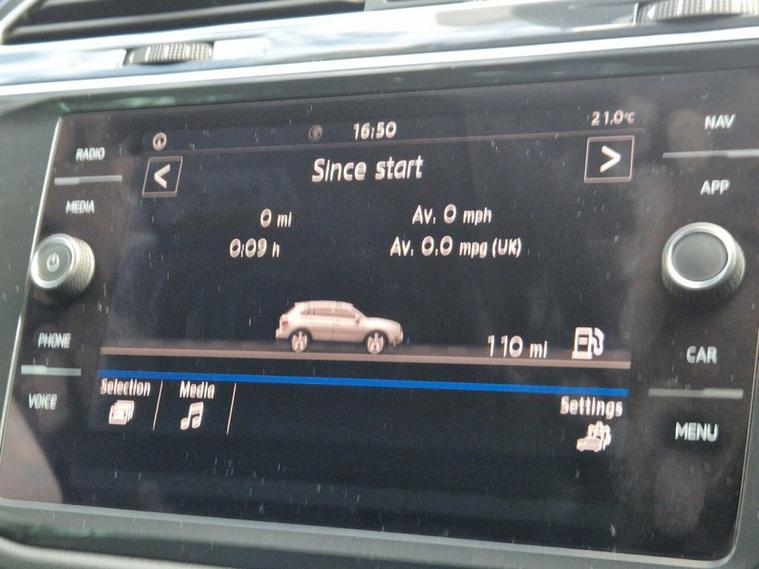 16:50 21.0°C
RADIO
NAV
< Since start >
MEDIA
APP
0 mi Av. 0 mph
0:09 h Av. 0.0 mpg (UK)
PHONE
110 mi
CAR
VOICE
Selection Media Settings
MENU